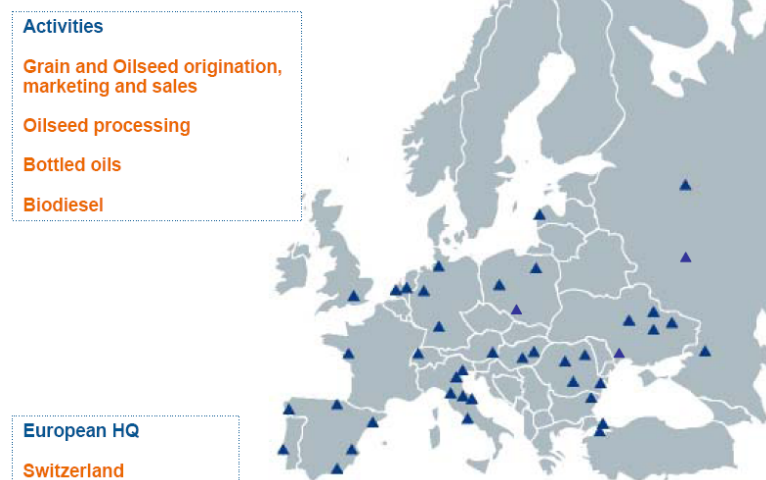 Activities
Grain and Oilseed origination,
marketing and sales
Oilseed processing
Bottled oils
Biodiesel
European HQ
Switzerland